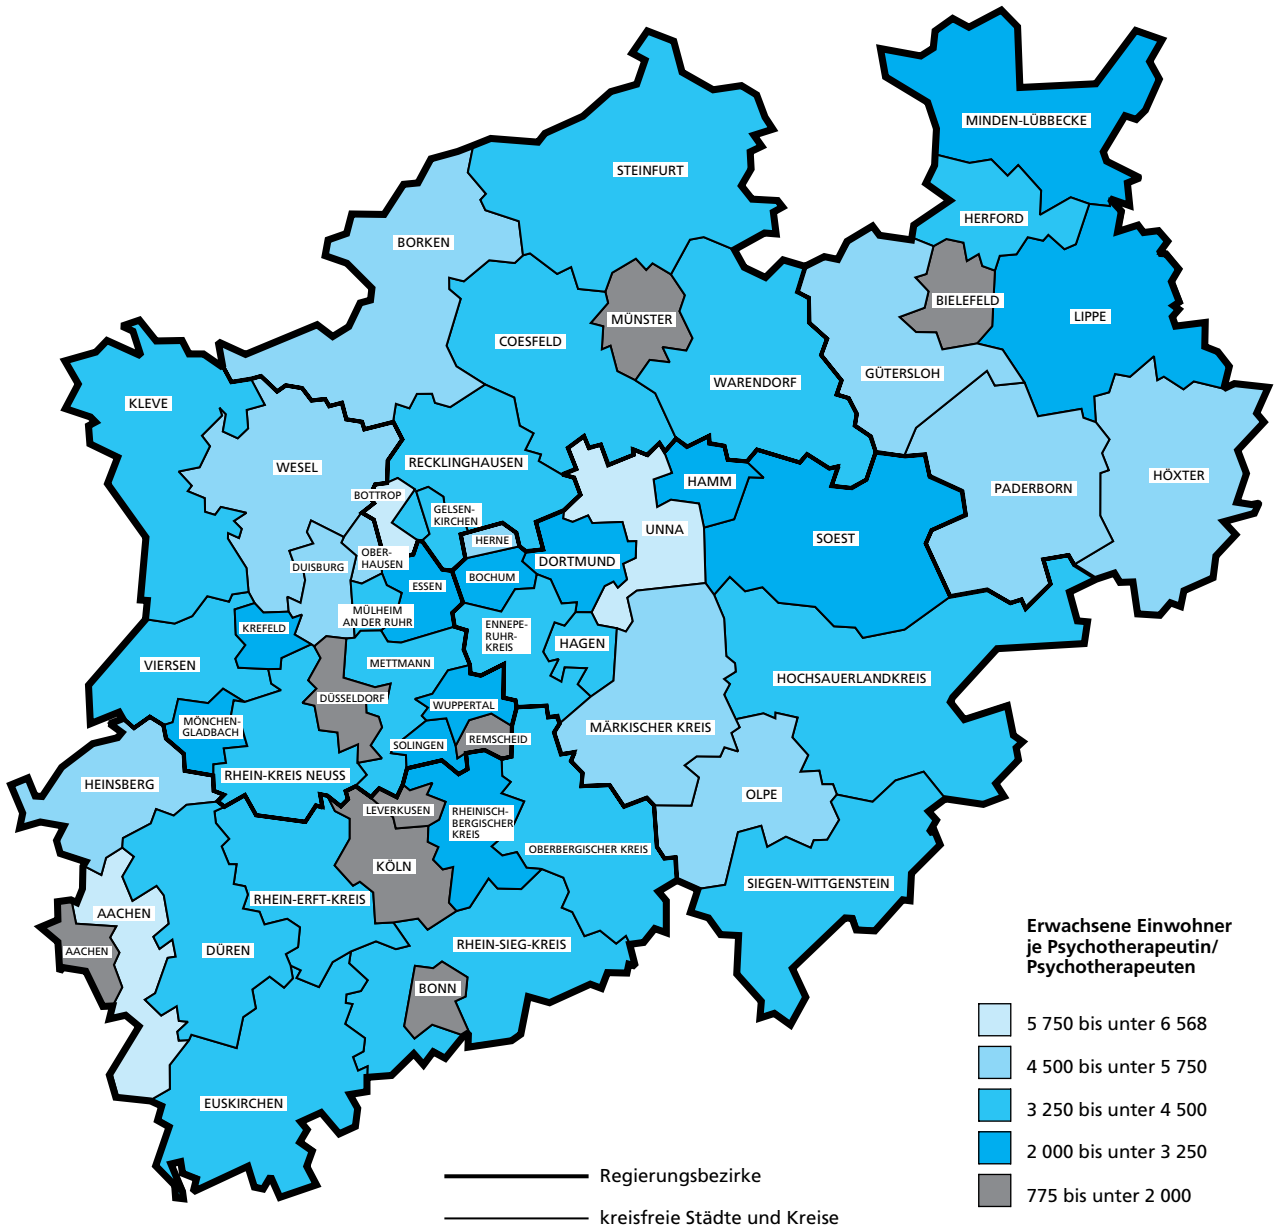 MINDEN-LÜBBECKE
STEINFURT
HERFORD
BORKEN
BIELEFELD
LIPPE
MÜNSTER
COESFELD
GÜTERSLOH
WARENDORF
KLEVE
RECKLINGHAUSEN
WESEL
HÖXTER
HAMM
PADERBORN
BOTTROP
GELSEN-
KIRCHEN
UNNA
SOEST
HERNE
OBER-
HAUSEN
DORTMUND
DUISBURG
BOCHUM
ESSEN
MÜLHEIM
AN DER RUHR
KREFELD
ENNEPE-
RUHR-
KREIS
HAGEN
VIERSEN
METTMANN
HOCHSAUERLANDKREIS
DÜSSELDORF
WUPPERTAL
MÖNCHEN-
GLADBACH
MÄRKISCHER KREIS
REMSCHEID
SOLINGEN
RHEIN-KREIS NEUSS
HEINSBERG
OLPE
LEVERKUSEN
RHEINISCH-
BERGISCHER
KREIS
OBERBERGISCHER KREIS
KÖLN
SIEGEN-WITTGENSTEIN
RHEIN-ERFT-KREIS
AACHEN
RHEIN-SIEG-KREIS
AACHEN
DÜREN
BONN
EUSKIRCHEN
Erwachsene Einwohner
je Psychotherapeutin/
Psychotherapeuten
5 750 bis unter 6 568
4 500 bis unter 5 750
3 250 bis unter 4 500
2 000 bis unter 3 250
775 bis unter 2 000
Regierungsbezirke
kreisfreie Städte und Kreise